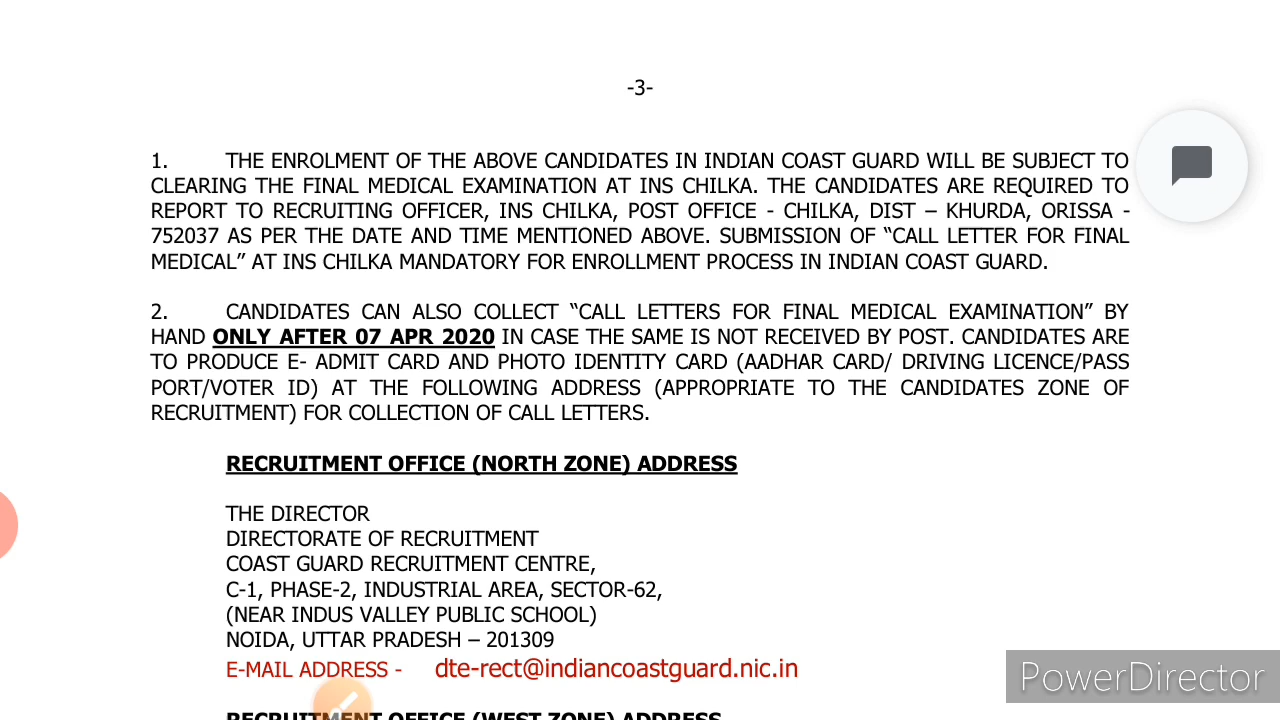 -3-
1. THE ENROLMENT OF THE ABOVE CANDIDATES IN INDIAN COAST GUARD WILL BE SUBJECT TO
CLEARING THE FINAL MEDICAL EXAMINATION AT INS CHILKA. THE CANDIDATES ARE REQUIRED TO
REPORT TO RECRUITING OFFICER, INS CHILKA, POST OFFICE - CHILKA, DIST – KHURDA, ORISSA -
752037 AS PER THE DATE AND TIME MENTIONED ABOVE. SUBMISSION OF “CALL LETTER FOR FINAL
MEDICAL” AT INS CHILKA MANDATORY FOR ENROLLMENT PROCESS IN INDIAN COAST GUARD.
2. CANDIDATES CAN ALSO COLLECT “CALL LETTERS FOR FINAL MEDICAL EXAMINATION” BY
HAND ONLY AFTER 07 APR 2020 IN CASE THE SAME IS NOT RECEIVED BY POST. CANDIDATES ARE
TO PRODUCE E- ADMIT CARD AND PHOTO IDENTITY CARD (AADHAR CARD/ DRIVING LICENCE/PASS
PORT/VOTER ID) AT THE FOLLOWING ADDRESS (APPROPRIATE TO THE CANDIDATES ZONE OF
RECRUITMENT) FOR COLLECTION OF CALL LETTERS.
RECRUITMENT OFFICE (NORTH ZONE) ADDRESS
THE DIRECTOR
DIRECTORATE OF RECRUITMENT
COAST GUARD RECRUITMENT CENTRE,
C-1, PHASE-2, INDUSTRIAL AREA, SECTOR-62,
(NEAR INDUS VALLEY PUBLIC SCHOOL)
NOIDA, UTTAR PRADESH – 201309
E-MAIL ADDRESS - dte-rect@indiancoastguard.nic.in
RECRUITMENT OFFICE (WEST ZONE) ADDRESS
PowerDirector